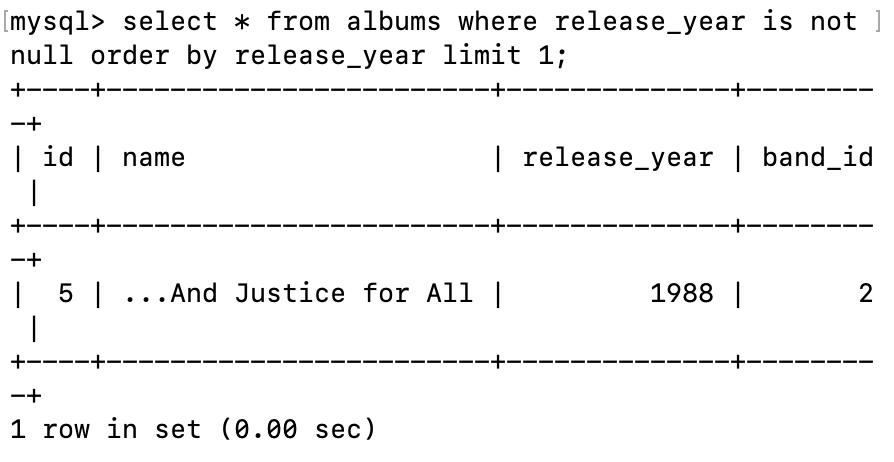 [mysql> select * from albums where release_year is not ]
null order by release_year limit 1;
+----+------------------------+--------------+--------
-+
| id | name                   | release_year | band_id
 |
+----+------------------------+--------------+--------
-+
|  5 | ...And Justice for All |         1988 |       2
 |
+----+------------------------+--------------+--------
-+
1 row in set (0.00 sec)